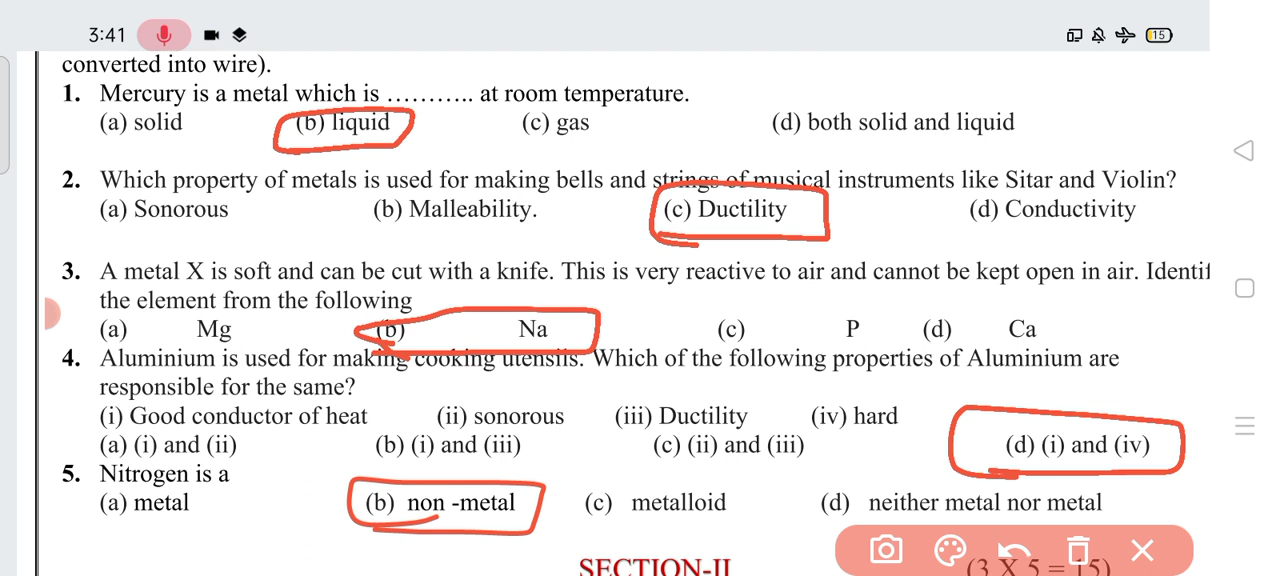 3:41 15
converted into wire).
1. Mercury is a metal which is ……….. at room temperature.
(a) solid (b) liquid (c) gas (d) both solid and liquid
2. Which property of metals is used for making bells and strings of musical instruments like Sitar and Violin?
(a) Sonorous (b) Malleability. (c) Ductility (d) Conductivity
3. A metal X is soft and can be cut with a knife. This is very reactive to air and cannot be kept open in air. Identif
the element from the following
(a) Mg (b) Na (c) P (d) Ca
4. Aluminium is used for making cooking utensils. Which of the following properties of Aluminium are
responsible for the same?
(i) Good conductor of heat (ii) sonorous (iii) Ductility (iv) hard
(a) (i) and (ii) (b) (i) and (iii) (c) (ii) and (iii) (d) (i) and (iv)
5. Nitrogen is a
(a) metal (b) non -metal (c) metalloid (d) neither metal nor metal
SECTION-II (3 X 5 = 15)